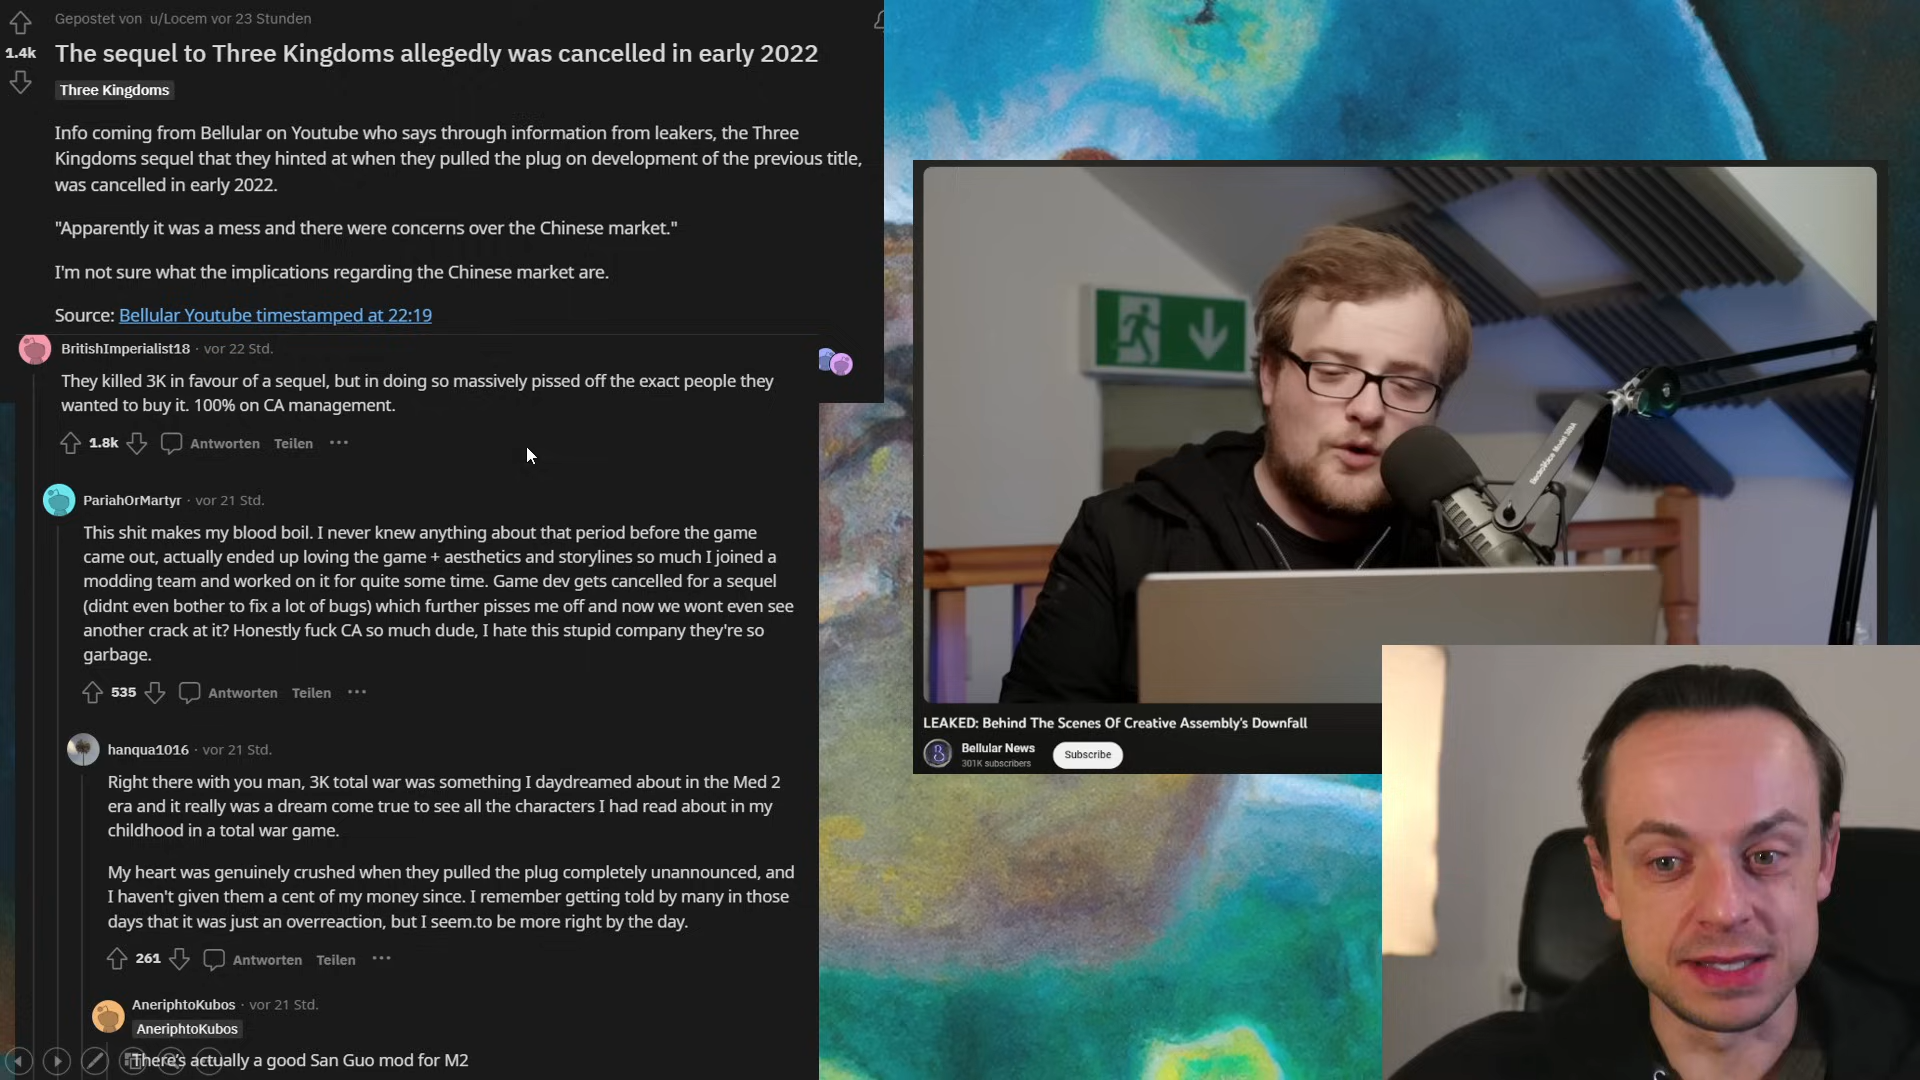 Gepostet von u/Locem vor 23 Stunden
1.4k
The sequel to Three Kingdoms allegedly was cancelled in early 2022
Three Kingdoms
Info coming from Bellular on Youtube who says through information from leakers, the Three
Kingdoms sequel that they hinted at when they pulled the plug on development of the previous title,
was cancelled in early 2022.
"Apparently it was a mess and there were concerns over the Chinese market."
I'm not sure what the implications regarding the Chinese market are.
Source: Bellular Youtube timestamped at 22:19
BritishImperialist18 · vor 22 Std.
They killed 3K in favour of a sequel, but in doing so massively pissed off the exact people they
wanted to buy it. 100% on CA management.
1.8k Antworten Teilen ···
PariahOrMartyr · vor 21 Std.
This shit makes my blood boil. I never knew anything about that period before the game
came out, actually ended up loving the game + aesthetics and storylines so much I joined a
modding team and worked on it for quite some time. Game dev gets cancelled for a sequel
(didnt even bother to fix a lot of bugs) which further pisses me off and now we wont even see
another crack at it? Honestly fuck CA so much dude, I hate this stupid company they're so
garbage.
535 Antworten Teilen ···
hanqua1016 · vor 21 Std.
Right there with you man, 3K total war was something I daydreamed about in the Med 2
era and it really was a dream come true to see all the characters I had read about in my
childhood in a total war game.
My heart was genuinely crushed when they pulled the plug completely unannounced, and
I haven't given them a cent of my money since. I remember getting told by many in those
days that it was just an overreaction, but I seem.to be more right by the day.
261 Antworten Teilen ···
AneriphtoKubos · vor 21 Std.
AneriphtoKubos
There's actually a good San Guo mod for M2
LEAKED: Behind The Scenes Of Creative Assembly's Downfall
Bellular News
301K subscribers
Subscribe